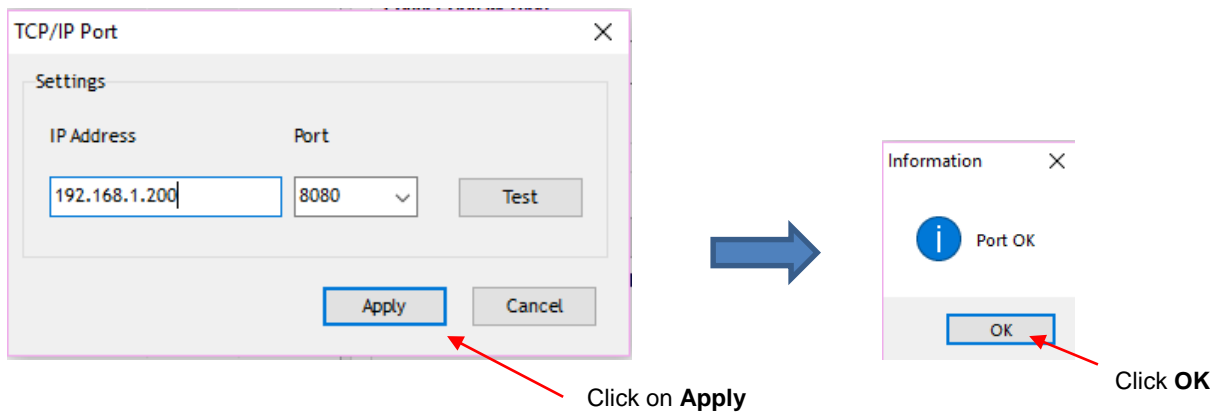 TCP/IP Port
Settings
IP Address Port
192.168.1.200 8080 Test
Apply Cancel
Click on Apply
Information
Port OK
OK
Click OK